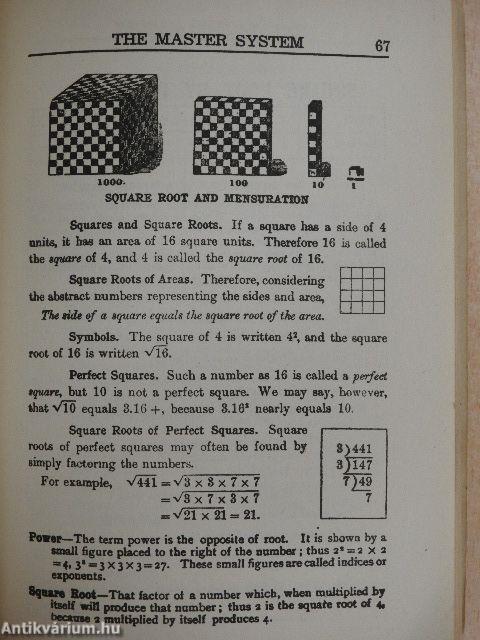 THE MASTER SYSTEM 67
1000. 100 10 1
SQUARE ROOT AND MENSURATION
Squares and Square Roots. If a square has a side of 4
units, it has an area of 16 square units. Therefore 16 is called
the square of 4, and 4 is called the square root of 16.
Square Roots of Areas. Therefore, considering
the abstract numbers representing the sides and area,
The side of a square equals the square root of the area.
Symbols. The square of 4 is written 4², and the square
root of 16 is written √16.
Perfect Squares. Such a number as 16 is called a perfect
square, but 10 is not a perfect square. We may say, however,
that √10 equals 3.16 +, because 3.16² nearly equals 10.
Square Roots of Perfect Squares. Square
roots of perfect squares may often be found by
simply factoring the numbers.
For example, √441 = √3 × 3 × 7 × 7
= √3 × 7 × 3 × 7
= √21 × 21 = 21.
3)441
3)147
7)49
7
Power—The term power is the opposite of root. It is shown by a
small figure placed to the right of the number; thus 2² = 2 × 2
= 4, 3³ = 3 × 3 × 3 = 27. These small figures are called indices or
exponents.
Square Root—That factor of a number which, when multiplied by
itself will produce that number; thus 2 is the square root of 4,
because 2 multiplied by itself produces 4.
Antikvárium.hu